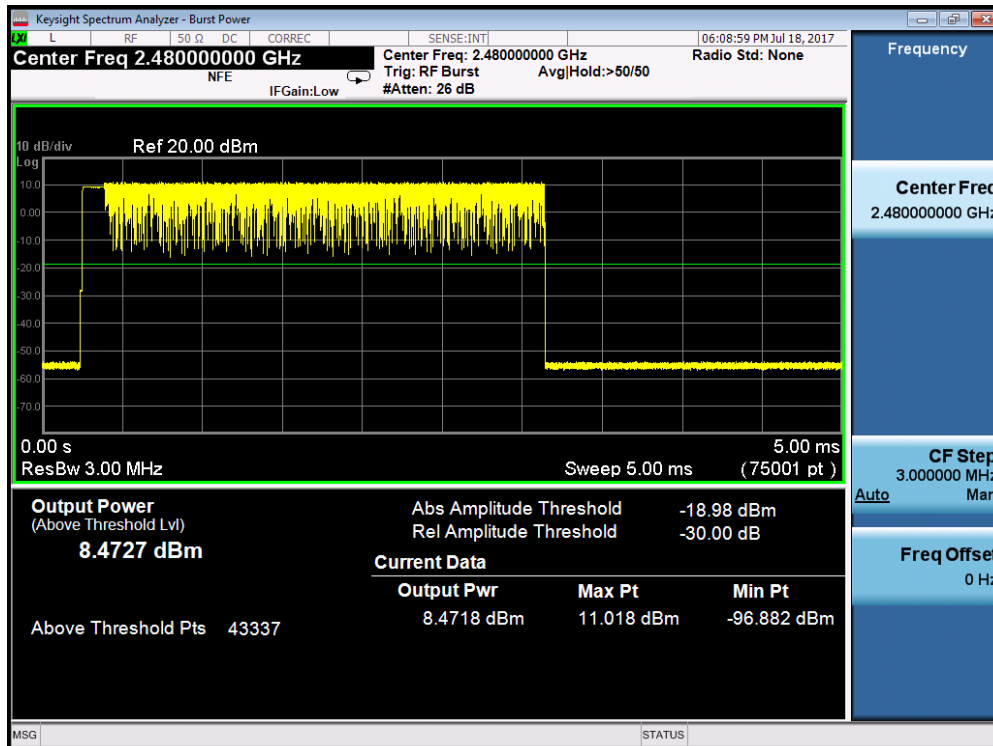 Keysight Spectrum Analyzer - Burst Power
LXI L RF 50 Ω DC CORREC SENSE:INT 06:08:59 PM Jul 18, 2017
Center Freq 2.480000000 GHz
NFE
IFGain:Low
Center Freq: 2.480000000 GHz
Trig: RF Burst Avg|Hold:>50/50
#Atten: 26 dB
Radio Std: None
10 dB/div Ref 20.00 dBm
Log
10.0
0.00
-10.0
-20.0
-30.0
-40.0
-50.0
-60.0
-70.0
0.00 s 5.00 ms
ResBw 3.00 MHz Sweep 5.00 ms (75001 pt )
Output Power
(Above Threshold Lvl)
8.4727 dBm
Above Threshold Pts 43337
Abs Amplitude Threshold -18.98 dBm
Rel Amplitude Threshold -30.00 dB
Current Data
Output Pwr Max Pt Min Pt
8.4718 dBm 11.018 dBm -96.882 dBm
Frequency
Center Freq
2.480000000 GHz
CF Step
3.000000 MHz
Auto Man
Freq Offset
0 Hz
MSG STATUS